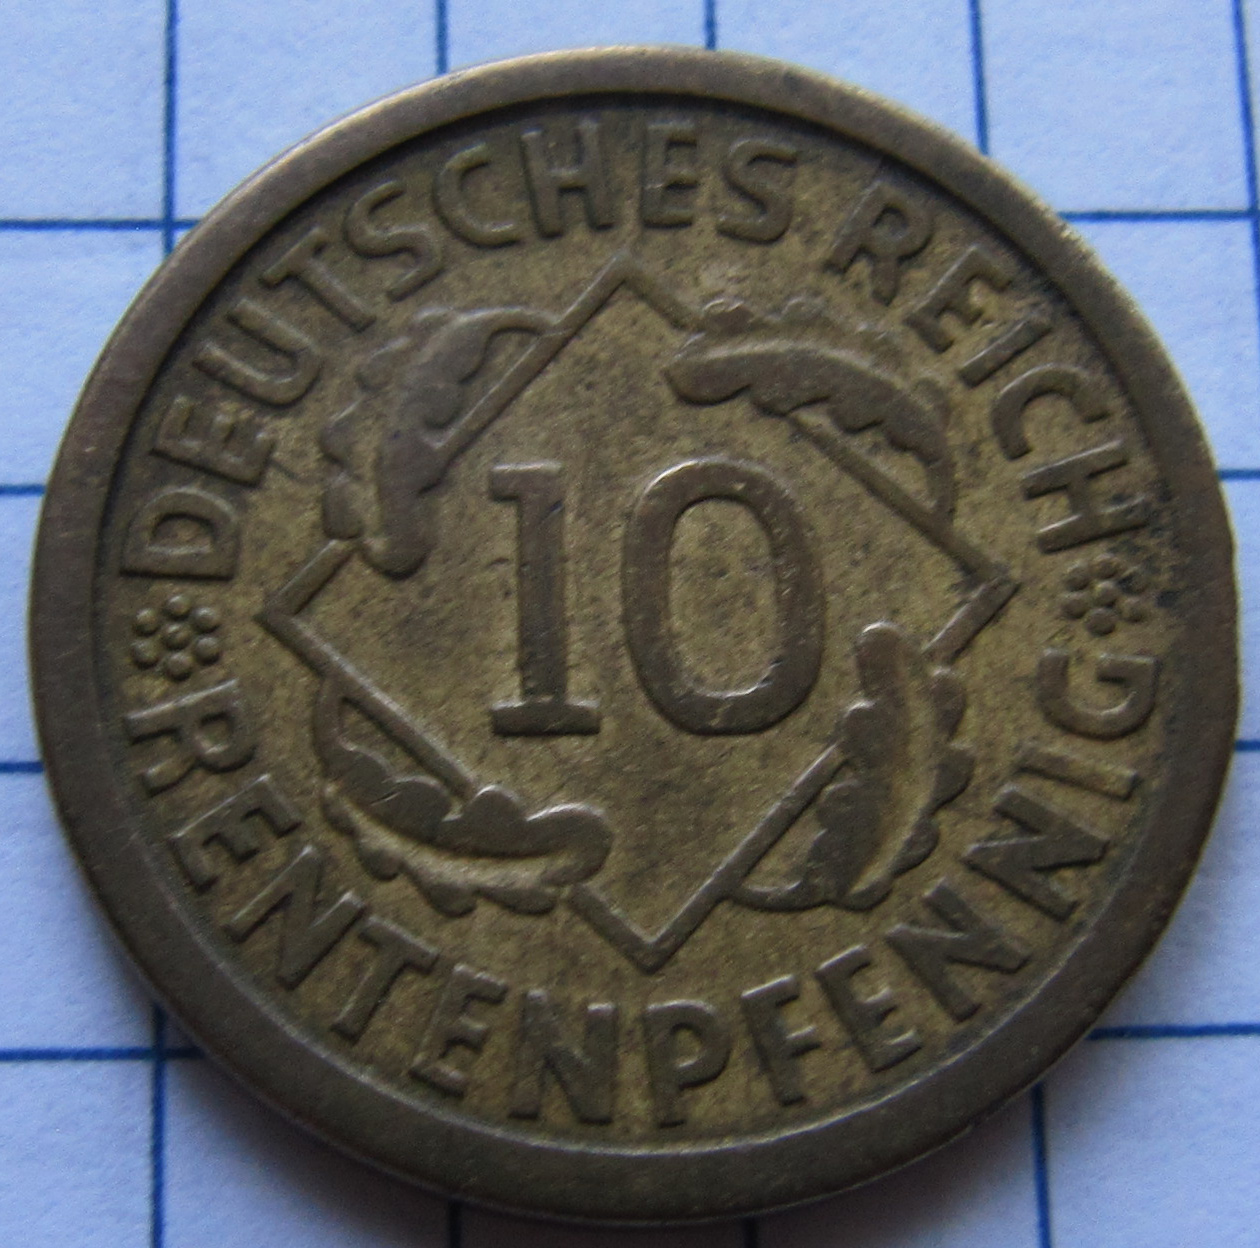 DEUTSCHES REICH
10
RENTENPFENNIG